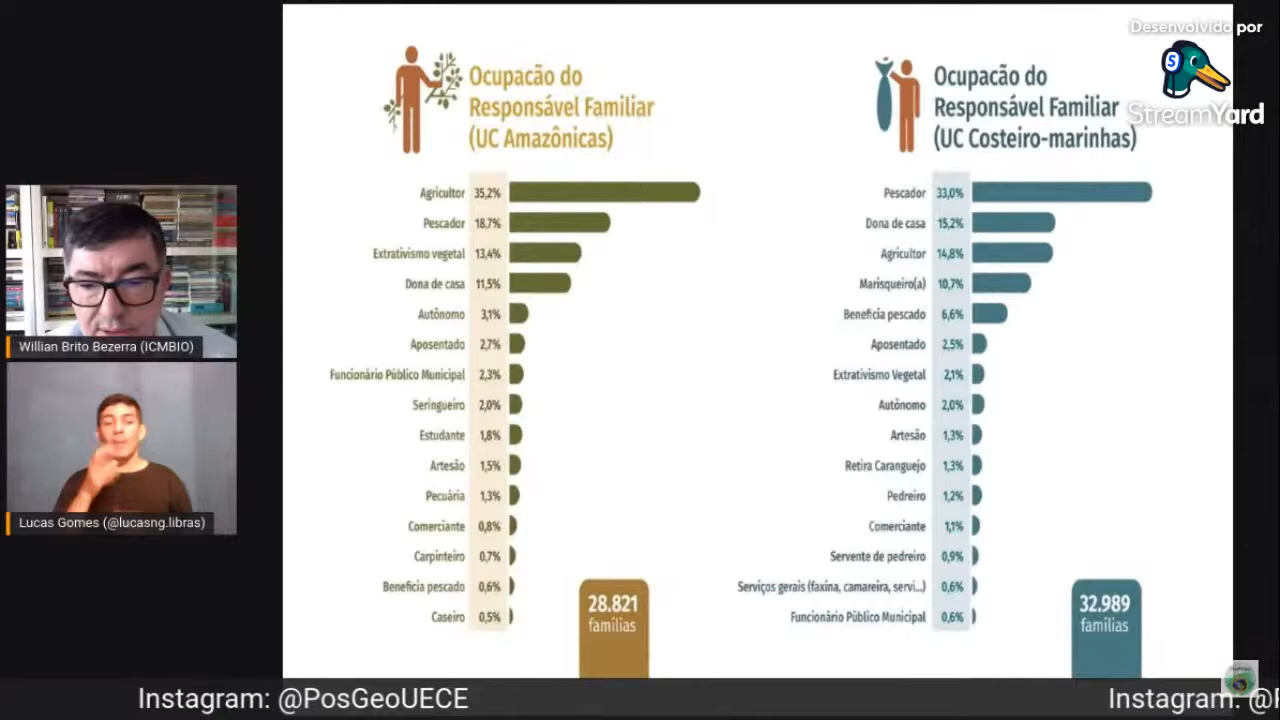 Desenvolvido por
S
StreamYard
Ocupacão do
Responsável Familiar
(UC Amazônicas)
Agricultor 35,2%
Pescador 18,7%
Extrativismo vegetal 13,4%
Dona de casa 11,5%
Autônomo 3,1%
Aposentado 2,7%
Funcionário Público Municipal 2,3%
Seringueiro 2,0%
Estudante 1,8%
Artesão 1,5%
Pecuária 1,3%
Comerciante 0,8%
Carpinteiro 0,7%
Beneficia pescado 0,6%
Caseiro 0,5%
28.821
famílias
Ocupacão do
Responsável Familiar
(UC Costeiro-marinhas)
Pescador 33,0%
Dona de casa 15,2%
Agricultor 14,8%
Marisqueiro(a) 10,7%
Beneficia pescado 6,6%
Aposentado 2,5%
Extrativismo Vegetal 2,1%
Autônomo 2,0%
Artesão 1,3%
Retira Caranguejo 1,3%
Pedreiro 1,2%
Comerciante 1,1%
Servente de pedreiro 0,9%
Serviços gerais (faxina, camareira, servi...) 0,6%
Funcionário Público Municipal 0,6%
32.989
famílias
Willian Brito Bezerra (ICMBIO)
Lucas Gomes (@lucasng.libras)
Instagram: @PosGeoUECE
Instagram: @P